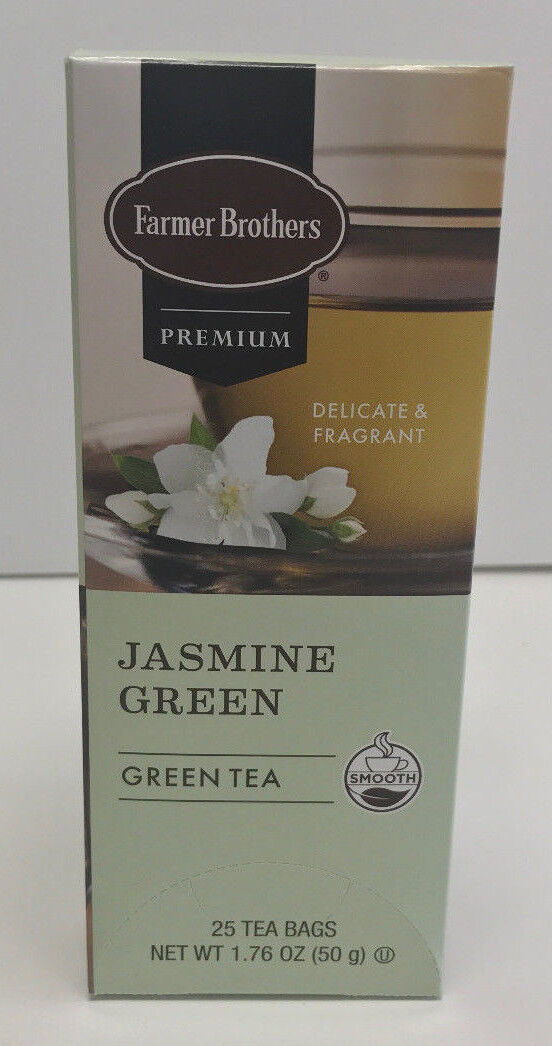 Farmer Brothers
®
PREMIUM
DELICATE &
FRAGRANT
JASMINE
GREEN
GREEN TEA
SMOOTH
25 TEA BAGS
NET WT 1.76 OZ (50 g) Ⓤ